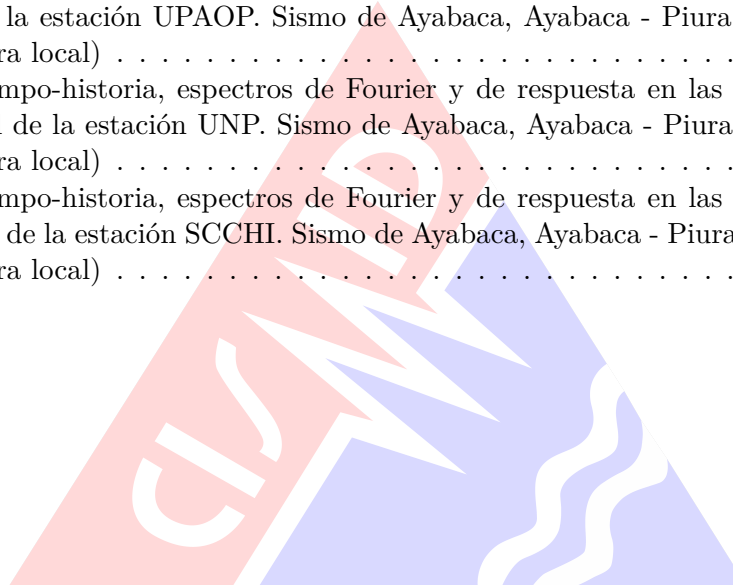 la estación UPAOP. Sismo de Ayabaca, Ayabaca - Piura
ra local) . . . . . . . . . . . . . . . . . . . . . . . . . . . . . .
mpo-historia, espectros de Fourier y de respuesta en las
de la estación UNP. Sismo de Ayabaca, Ayabaca - Piura
ra local) . . . . . . . . . . . . . . . . . . . . . . . . . . . . . .
mpo-historia, espectros de Fourier y de respuesta en las
de la estación SCCHI. Sismo de Ayabaca, Ayabaca - Piura
ra local) . . . . . . . . . . . . . . . . . . . . . . . . . . . . . .
CISMID